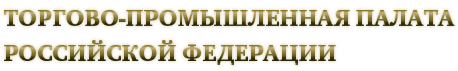 ТОРГОВО-ПРОМЫШЛЕННАЯ ПАЛАТА
РОССИЙСКОЙ ФЕДЕРАЦИИ